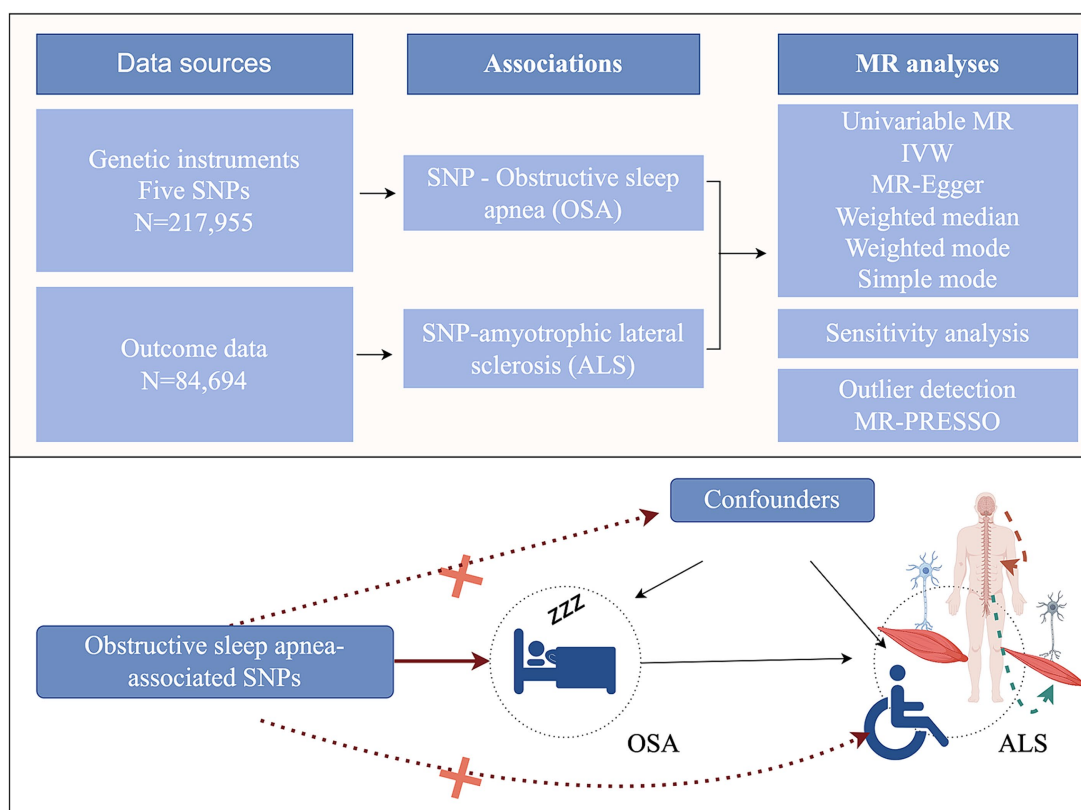 Data sources
Associations
MR analyses
Genetic instruments
Five SNPs
N=217,955
SNP - Obstructive sleep
apnea (OSA)
Univariable MR
IVW
MR-Egger
Weighted median
Weighted mode
Simple mode
Outcome data
N=84,694
SNP-amyotrophic lateral
sclerosis (ALS)
Sensitivity analysis
Outlier detection
MR-PRESSO
Confounders
ZZZ
Obstructive sleep apnea-
associated SNPs
OSA
ALS